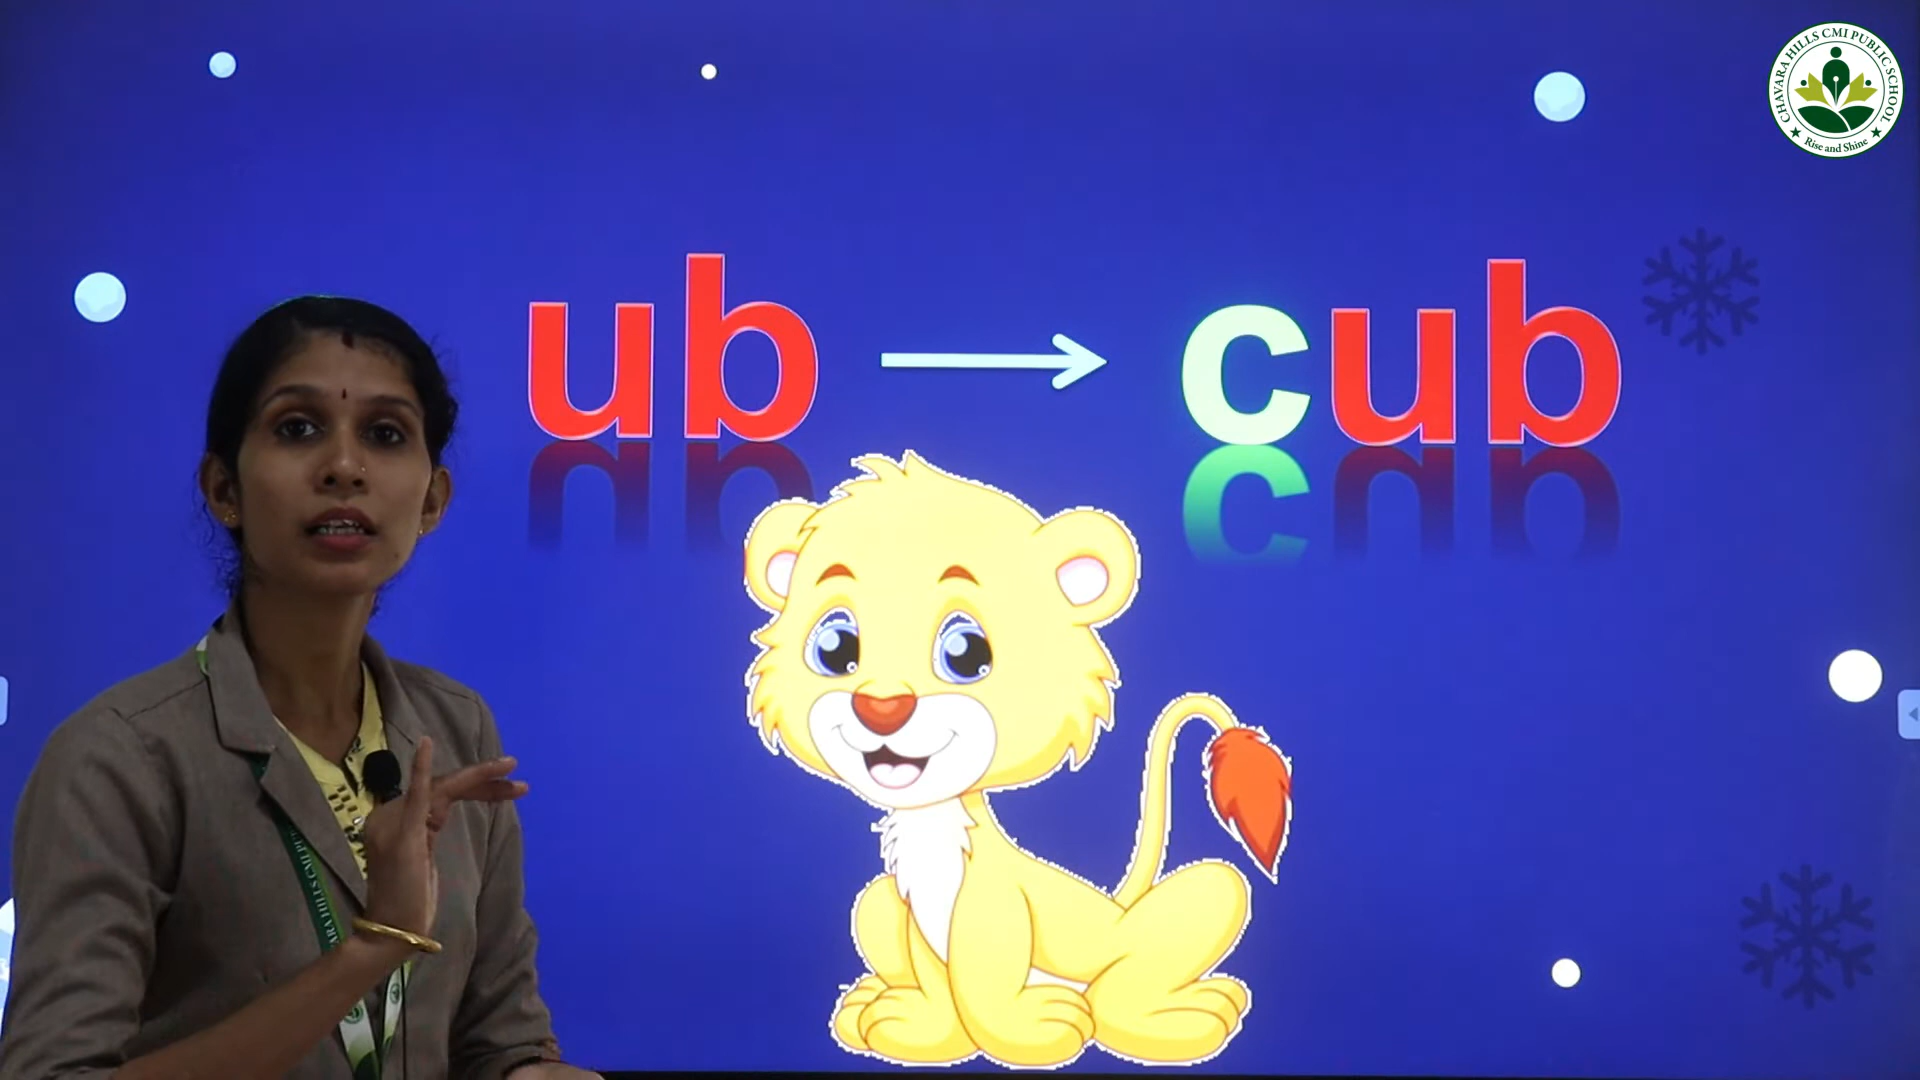 CHAVARA HILLS CMI PUBLIC SCHOOL
Rise and Shine
ub → cub